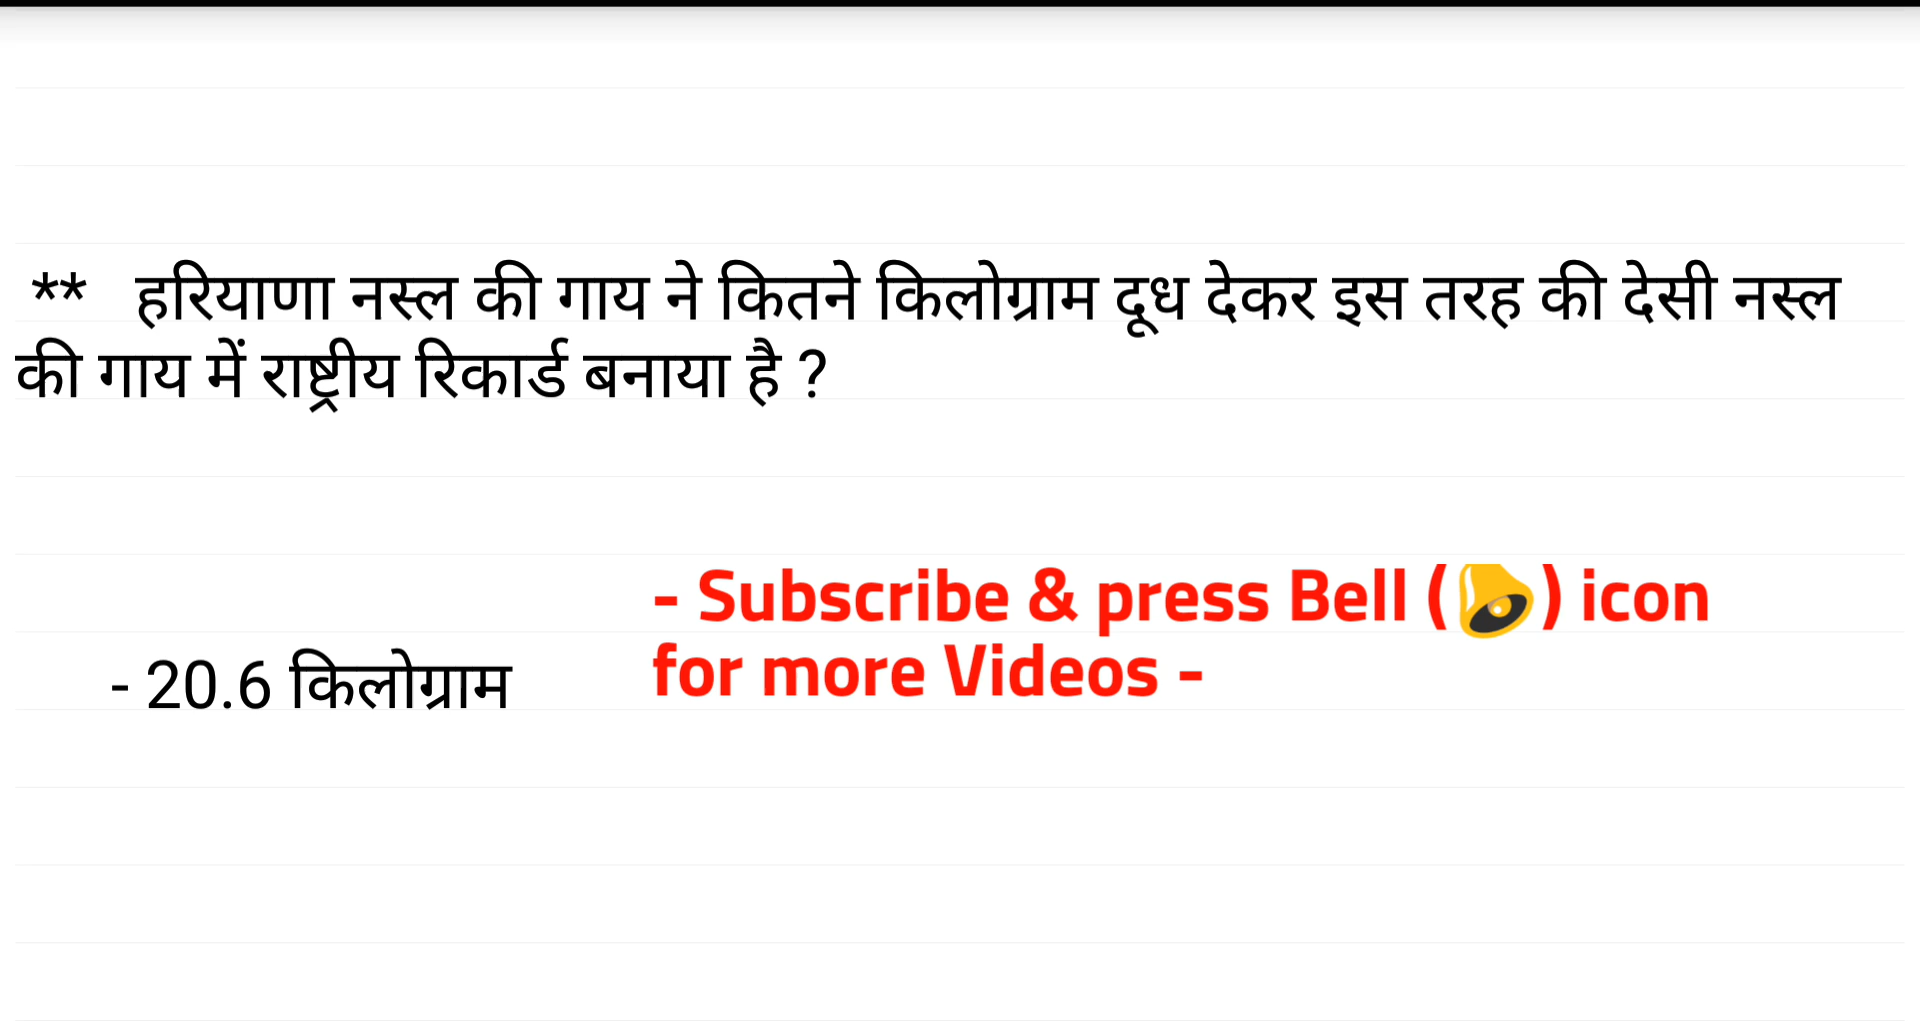 ** हरियाणा नस्ल की गाय ने कितने किलोग्राम दूध देकर इस तरह की देसी नस्ल
की गाय में राष्ट्रीय रिकार्ड बनाया है ?
- Subscribe & press Bell (🔔) icon
for more Videos -
- 20.6 किलोग्राम